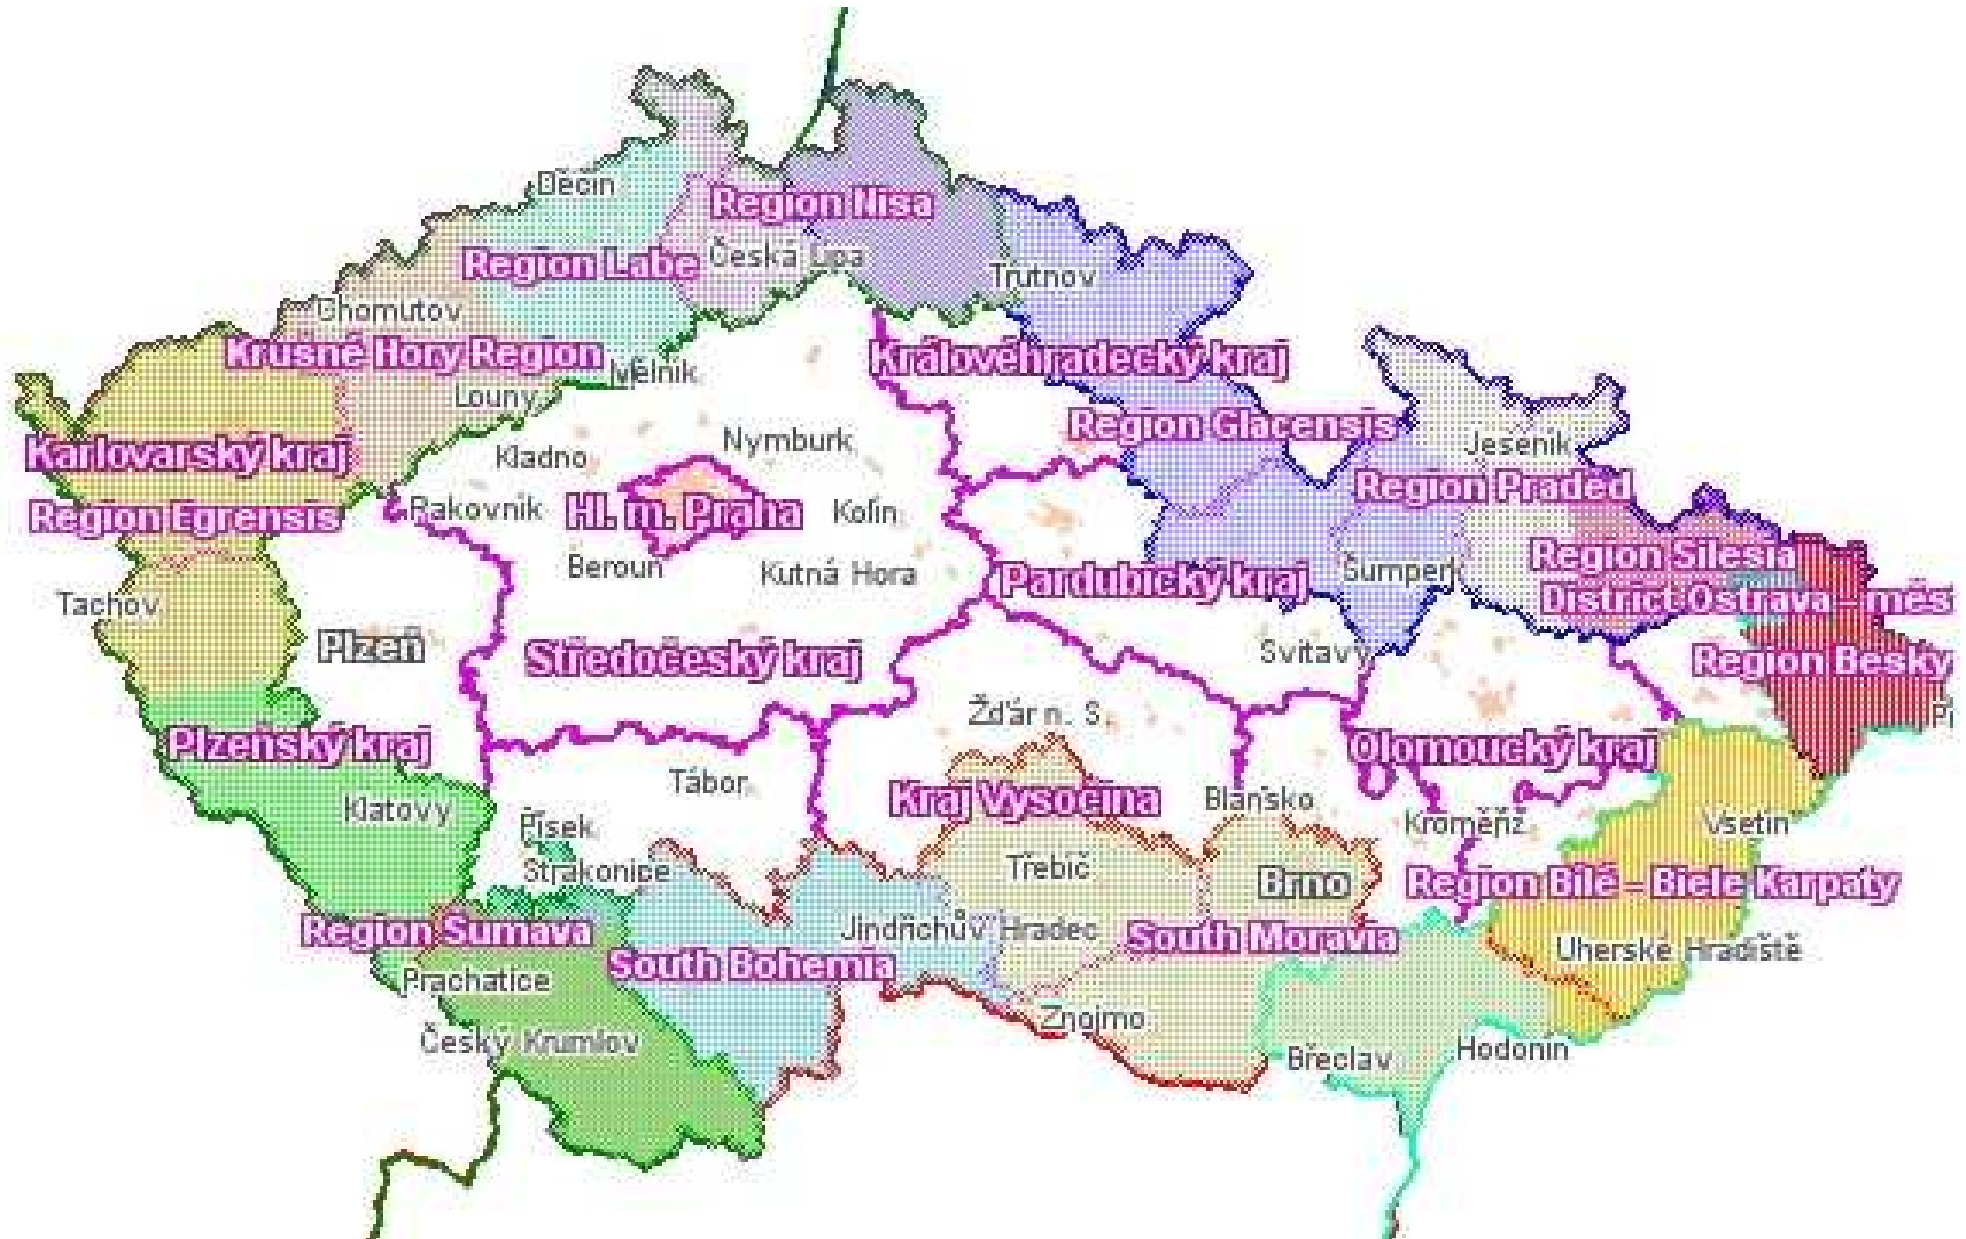 Děčín
Region Nisa
Region Labe
Česká Lípa
Trutnov
Chomutov
Krušné Hory Region
Mělník
Královéhradecký kraj
Louny
Region Glacensis
Nymburk
Jeseník
Karlovarský kraj
Kladno
Region Praded
Region Egrensis
Rakovník
Hl. m. Praha
Kolín
Region Silesia
Beroun
Kutná Hora
Pardubický kraj
Šumperk
Tachov
District Ostrava - měs
Plzeň
Středočeský kraj
Svitavy
Region Besky
Žďár n. S.
Plzeňský kraj
Olomoucký kraj
Tábor
Klatovy
Kraj Vysočina
Blansko
Písek
Kroměříž
Vsetín
Strakonice
Třebíč
Brno
Region Bílé - Biele Karpaty
Region Šumava
Jindřichův Hradec
South Moravia
Uherské Hradiště
South Bohemia
Prachatice
Znojmo
Český Krumlov
Břeclav
Hodonín